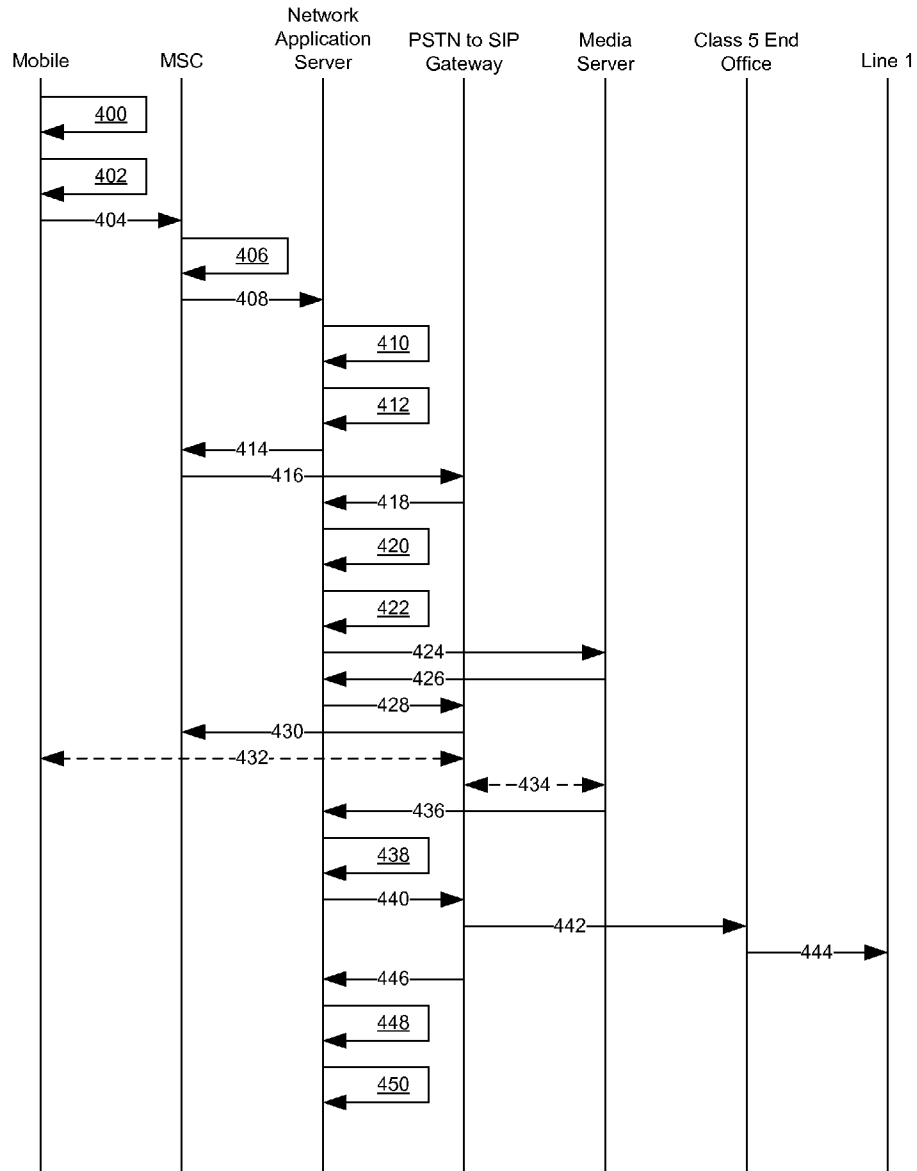 Mobile
MSC
Network
Application
Server
PSTN to SIP
Gateway
Media
Server
Class 5 End
Office
Line 1
400
402
404
406
408
410
412
414
416
418
420
422
424
426
428
430
432
434
436
438
440
442
444
446
448
450